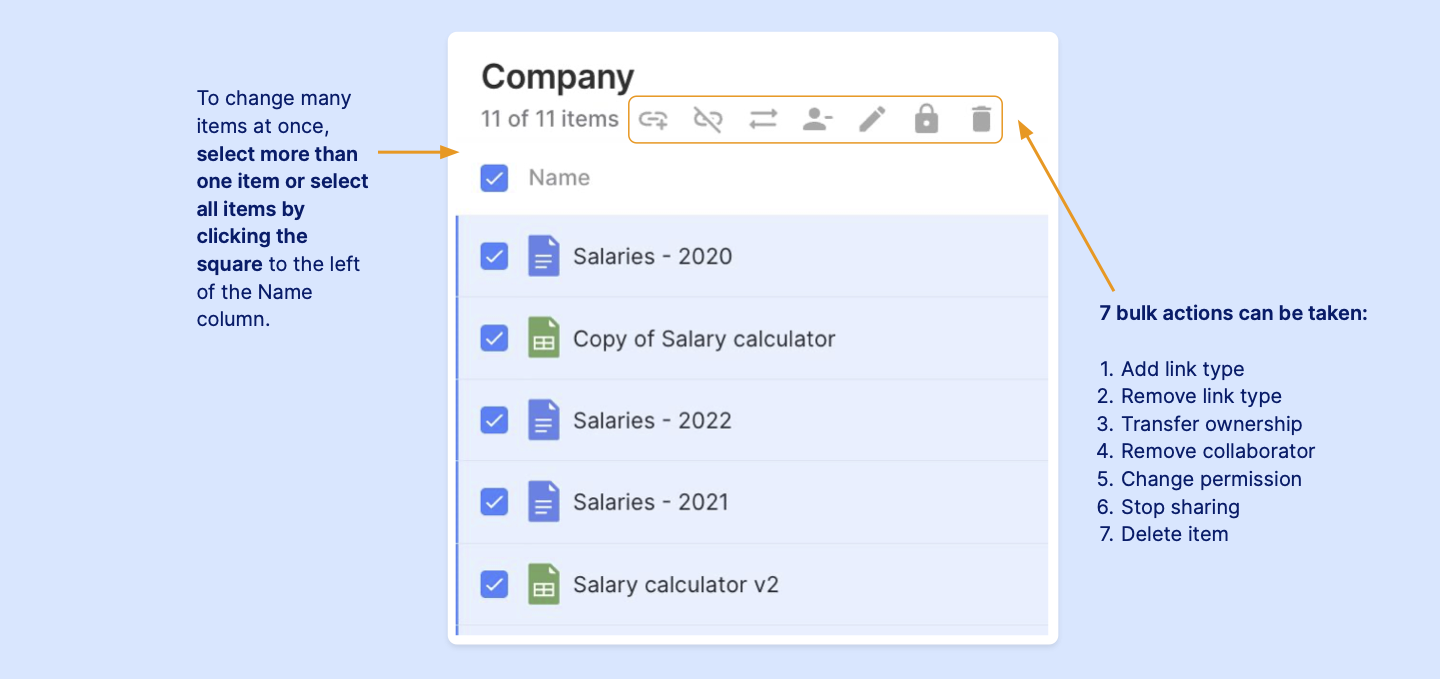 To change many
items at once,
select more than
one item or select
all items by
clicking the
square to the left
of the Name
column.
Company
11 of 11 items
Name
Salaries - 2020
Copy of Salary calculator
Salaries - 2022
Salaries - 2021
Salary calculator v2
7 bulk actions can be taken:
1. Add link type
2. Remove link type
3. Transfer ownership
4. Remove collaborator
5. Change permission
6. Stop sharing
7. Delete item